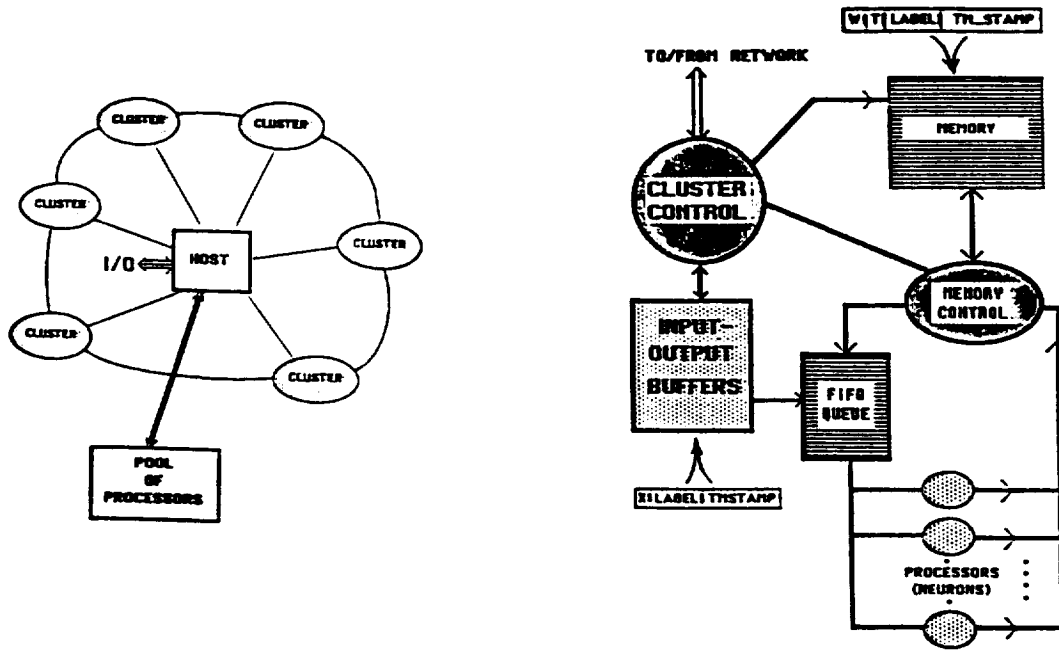 CLUSTER
CLUSTER
CLUSTER
CLUSTER
CLUSTER
CLUSTER
I/O
HOST
POOL
OF
PROCESSORS
W|T|LABEL| TM_STAMP
TO/FROM NETWORK
MEMORY
CLUSTER
CONTROL
MEMORY
CONTROL
INPUT-
OUTPUT
BUFFERS
FIFO
QUEUE
X|LABEL|TMSTAMP
PROCESSORS
(NEURONS)